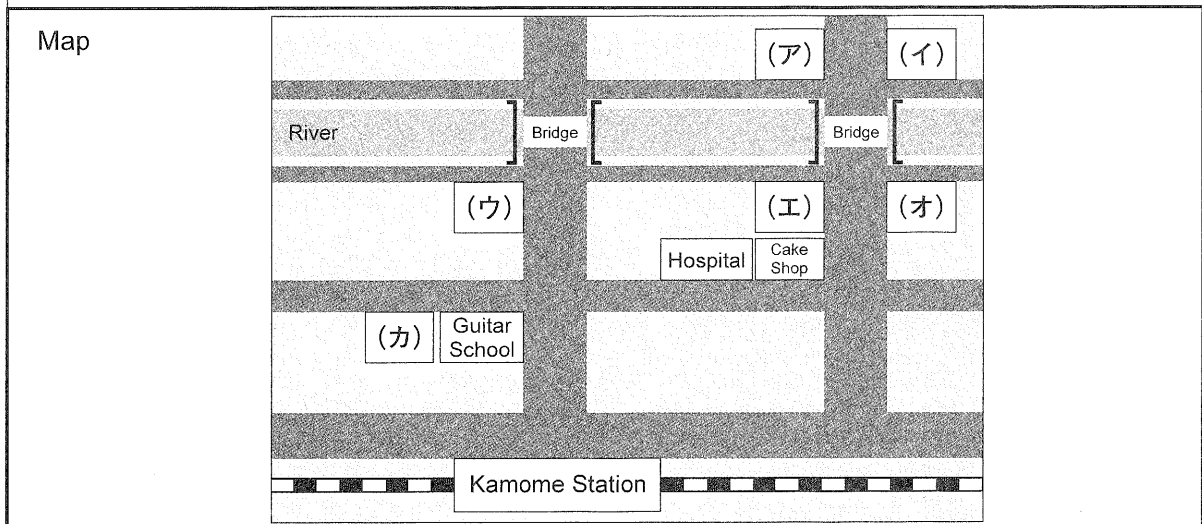 Map
(ア) (イ)
River Bridge Bridge
(ウ) (エ) (オ)
Hospital Cake Shop
(カ) Guitar School
Kamome Station